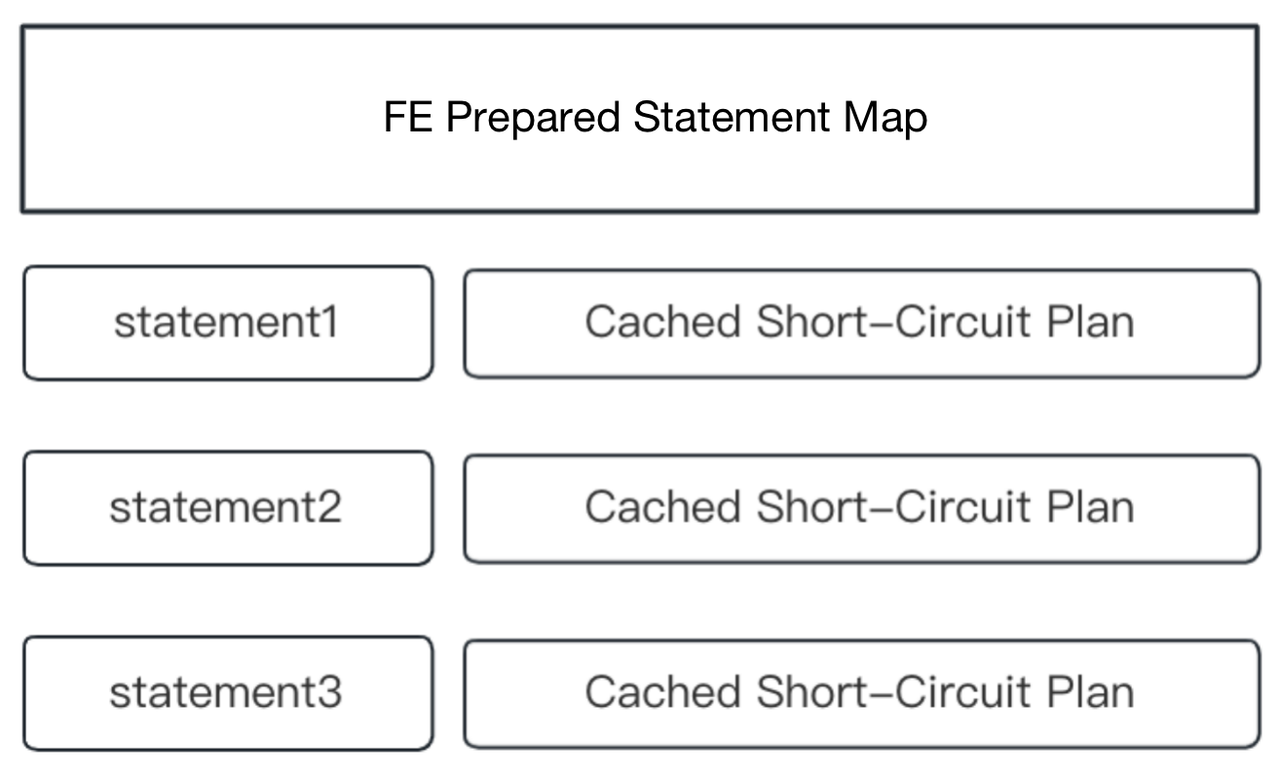 FE Prepared Statement Map
statement1
Cached Short–Circuit Plan
statement2
Cached Short–Circuit Plan
statement3
Cached Short–Circuit Plan